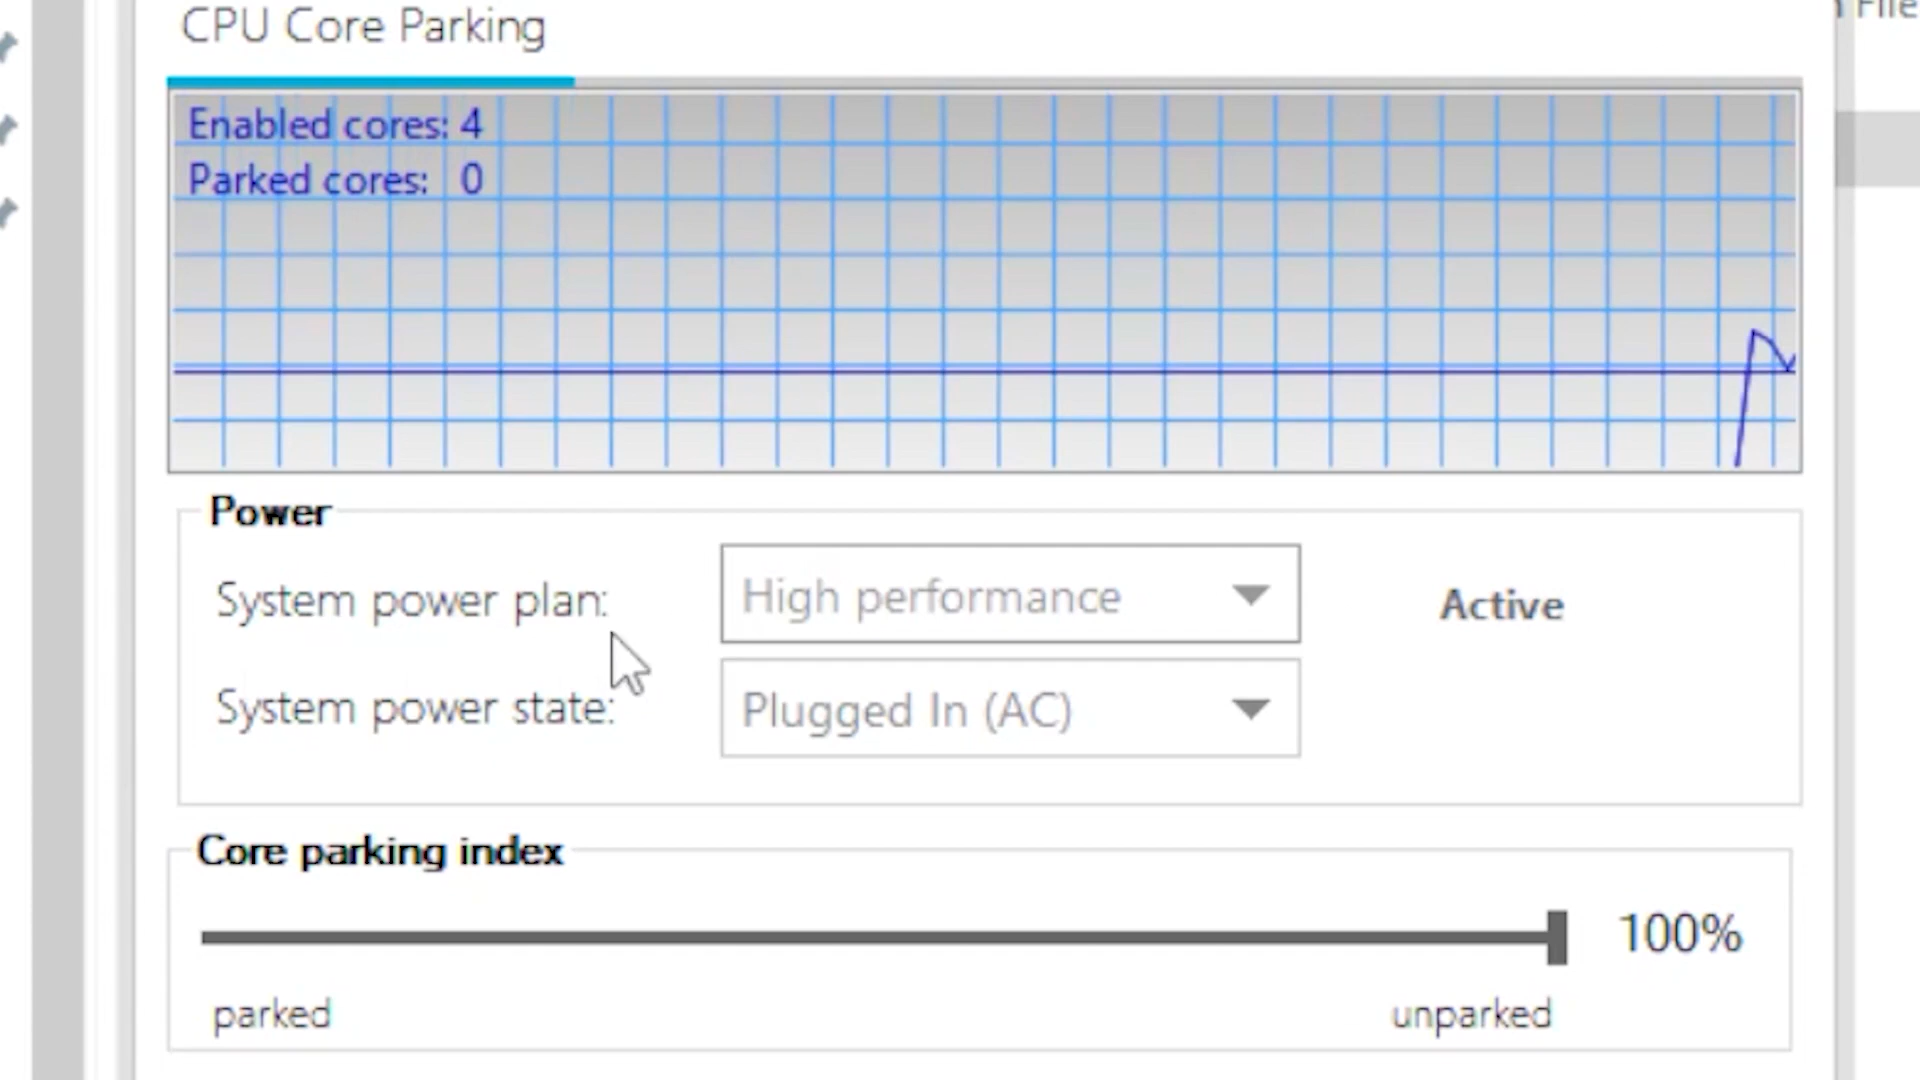 CPU Core Parking
File
Enabled cores: 4
Parked cores: 0
Power
System power plan:
High performance
Active
System power state:
Plugged In (AC)
Core parking index
100%
parked
unparked